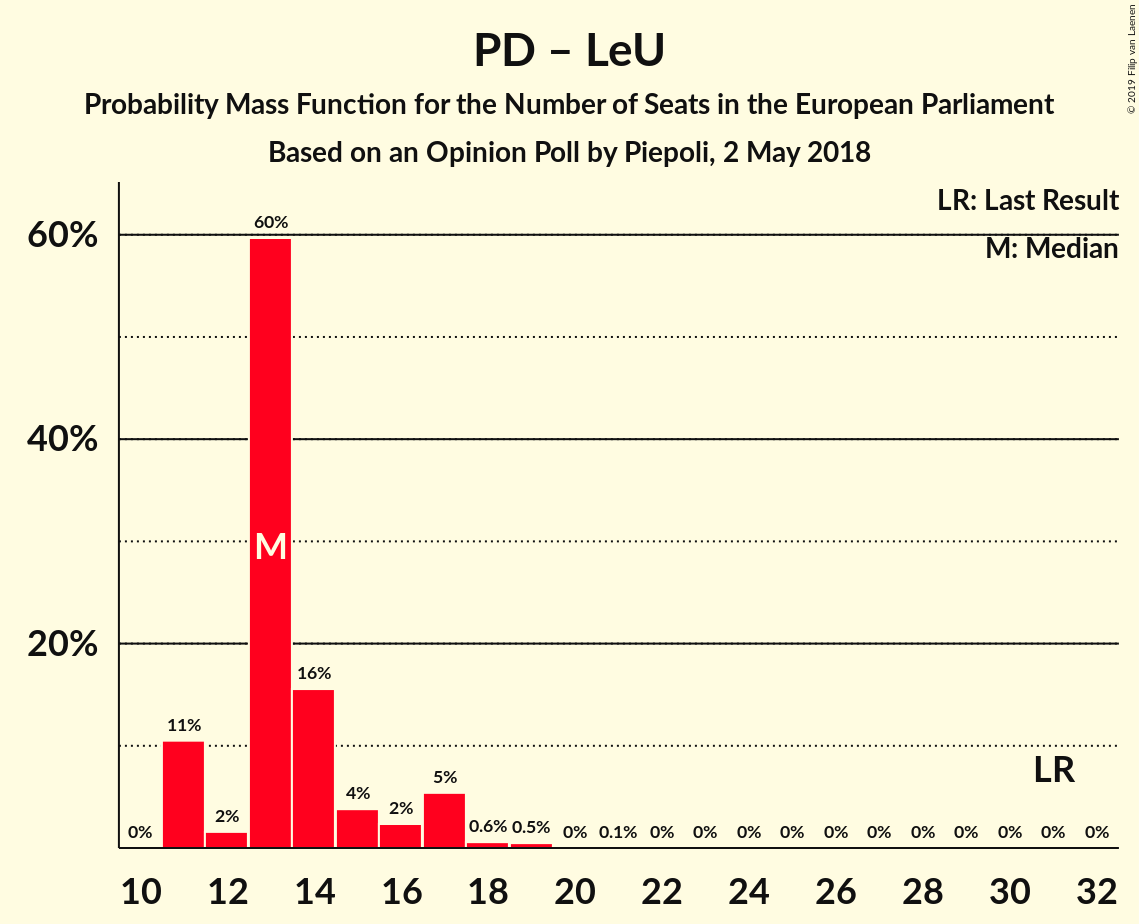 PD – LeU
Probability Mass Function for the Number of Seats in the European Parliament
Based on an Opinion Poll by Piepoli, 2 May 2018
© 2019 Filip van Laenen
LR: Last Result
M: Median
60%
40%
20%
0%
11%
2%
60%
M
16%
4%
2%
5%
0.6%
0.5%
0%
0.1%
0%
0%
0%
0%
0%
0%
0%
0%
0%
0%
0%
LR
10 12 14 16 18 20 22 24 26 28 30 32